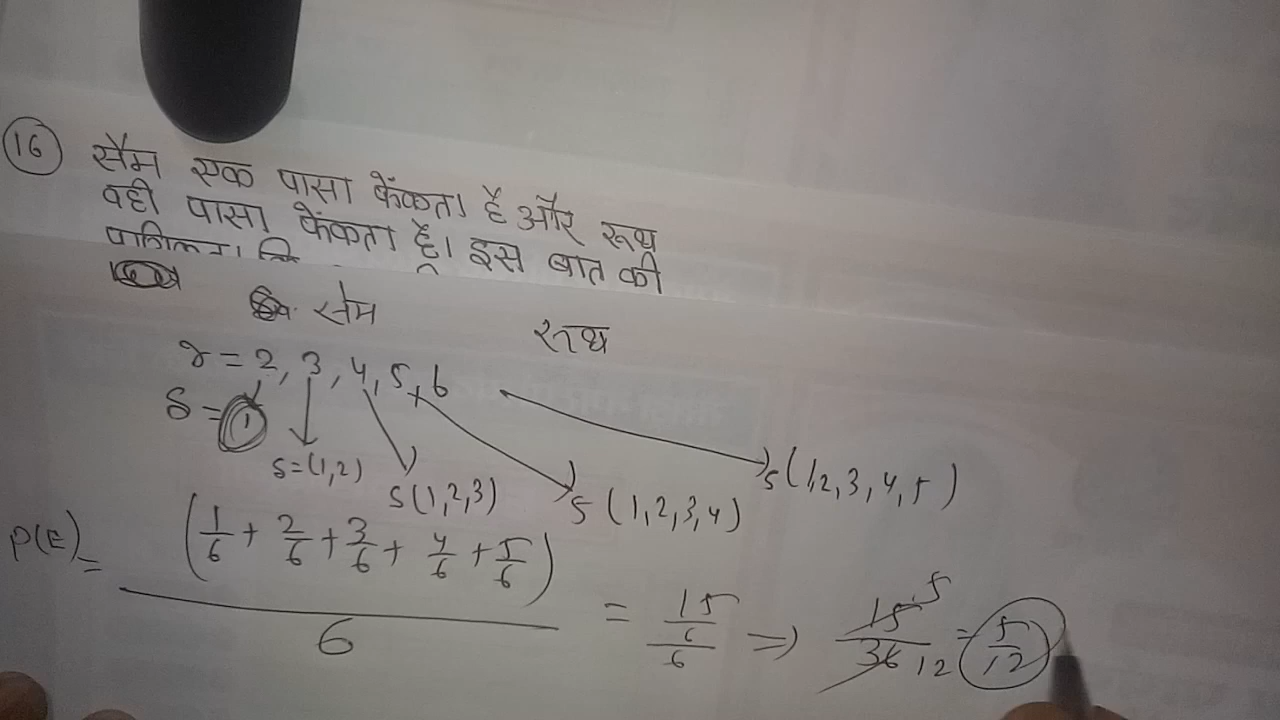 16 सैम एक पासा फेंकता है और रूथ
वही पासा फेंकता है। इस बात की
सैम रूथ
r = 2, 3, 4, 5, 6
S = 1
S=(1,2)
S(1,2,3)
S(1,2,3,4)
S(1,2,3,4,5)
P(E) = (1/6 + 2/6 + 3/6 + 4/6 + 5/6) / 6 = 15/6/6 ⇒ 15/36 5 12 = 5/12